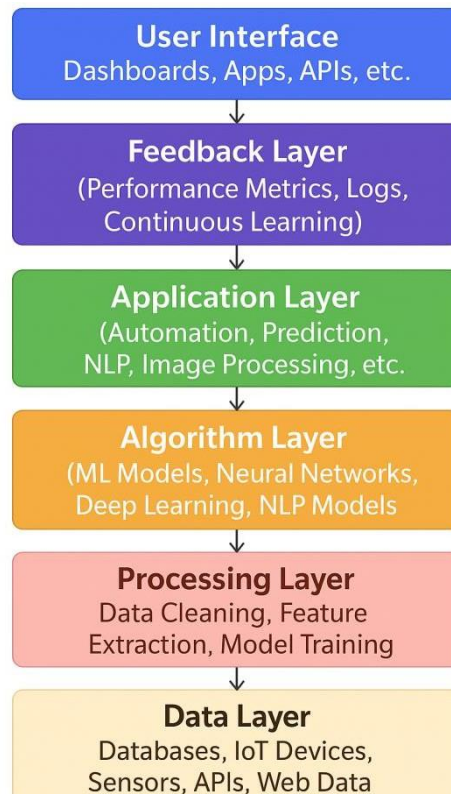 User Interface
Dashboards, Apps, APIs, etc.
Feedback Layer
(Performance Metrics, Logs,
Continuous Learning)
Application Layer
(Automation, Prediction,
NLP, Image Processing, etc.
Algorithm Layer
(ML Models, Neural Networks,
Deep Learning, NLP Models
Processing Layer
Data Cleaning, Feature
Extraction, Model Training
Data Layer
Databases, IoT Devices,
Sensors, APIs, Web Data